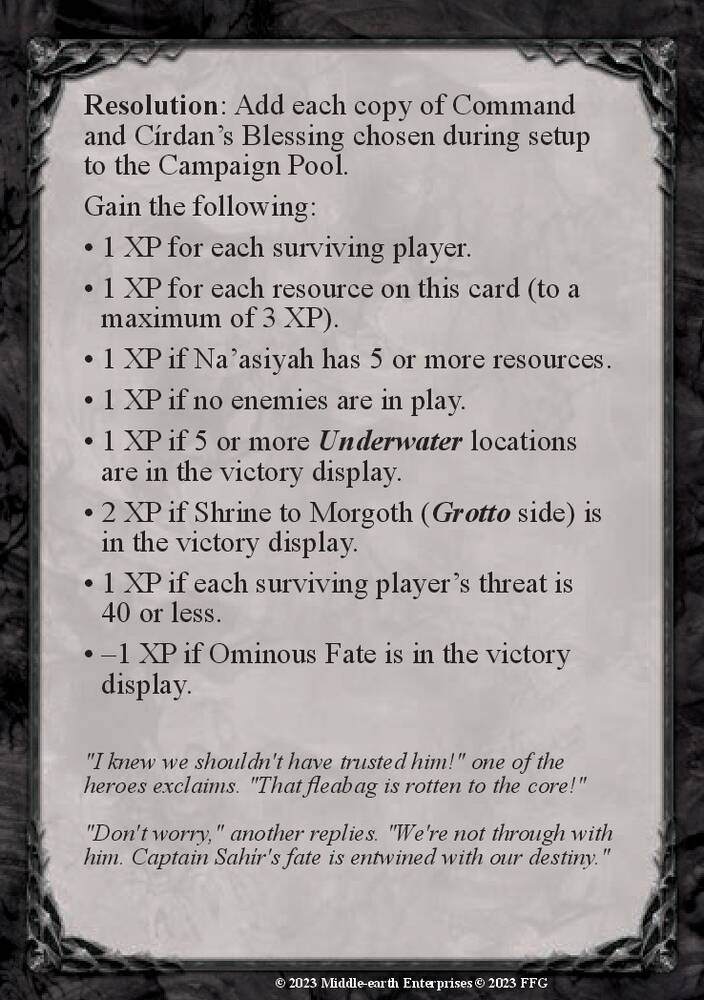 Resolution: Add each copy of Command
and Círdan's Blessing chosen during setup
to the Campaign Pool.
Gain the following:
• 1 XP for each surviving player.
• 1 XP for each resource on this card (to a
maximum of 3 XP).
• 1 XP if Na'asiyah has 5 or more resources.
• 1 XP if no enemies are in play.
• 1 XP if 5 or more Underwater locations
are in the victory display.
• 2 XP if Shrine to Morgoth (Grotto side) is
in the victory display.
• 1 XP if each surviving player's threat is
40 or less.
• –1 XP if Ominous Fate is in the victory
display.
"I knew we shouldn't have trusted him!" one of the
heroes exclaims. "That fleabag is rotten to the core!"
"Don't worry," another replies. "We're not through with
him. Captain Sahír's fate is entwined with our destiny."
© 2023 Middle-earth Enterprises © 2023 FFG